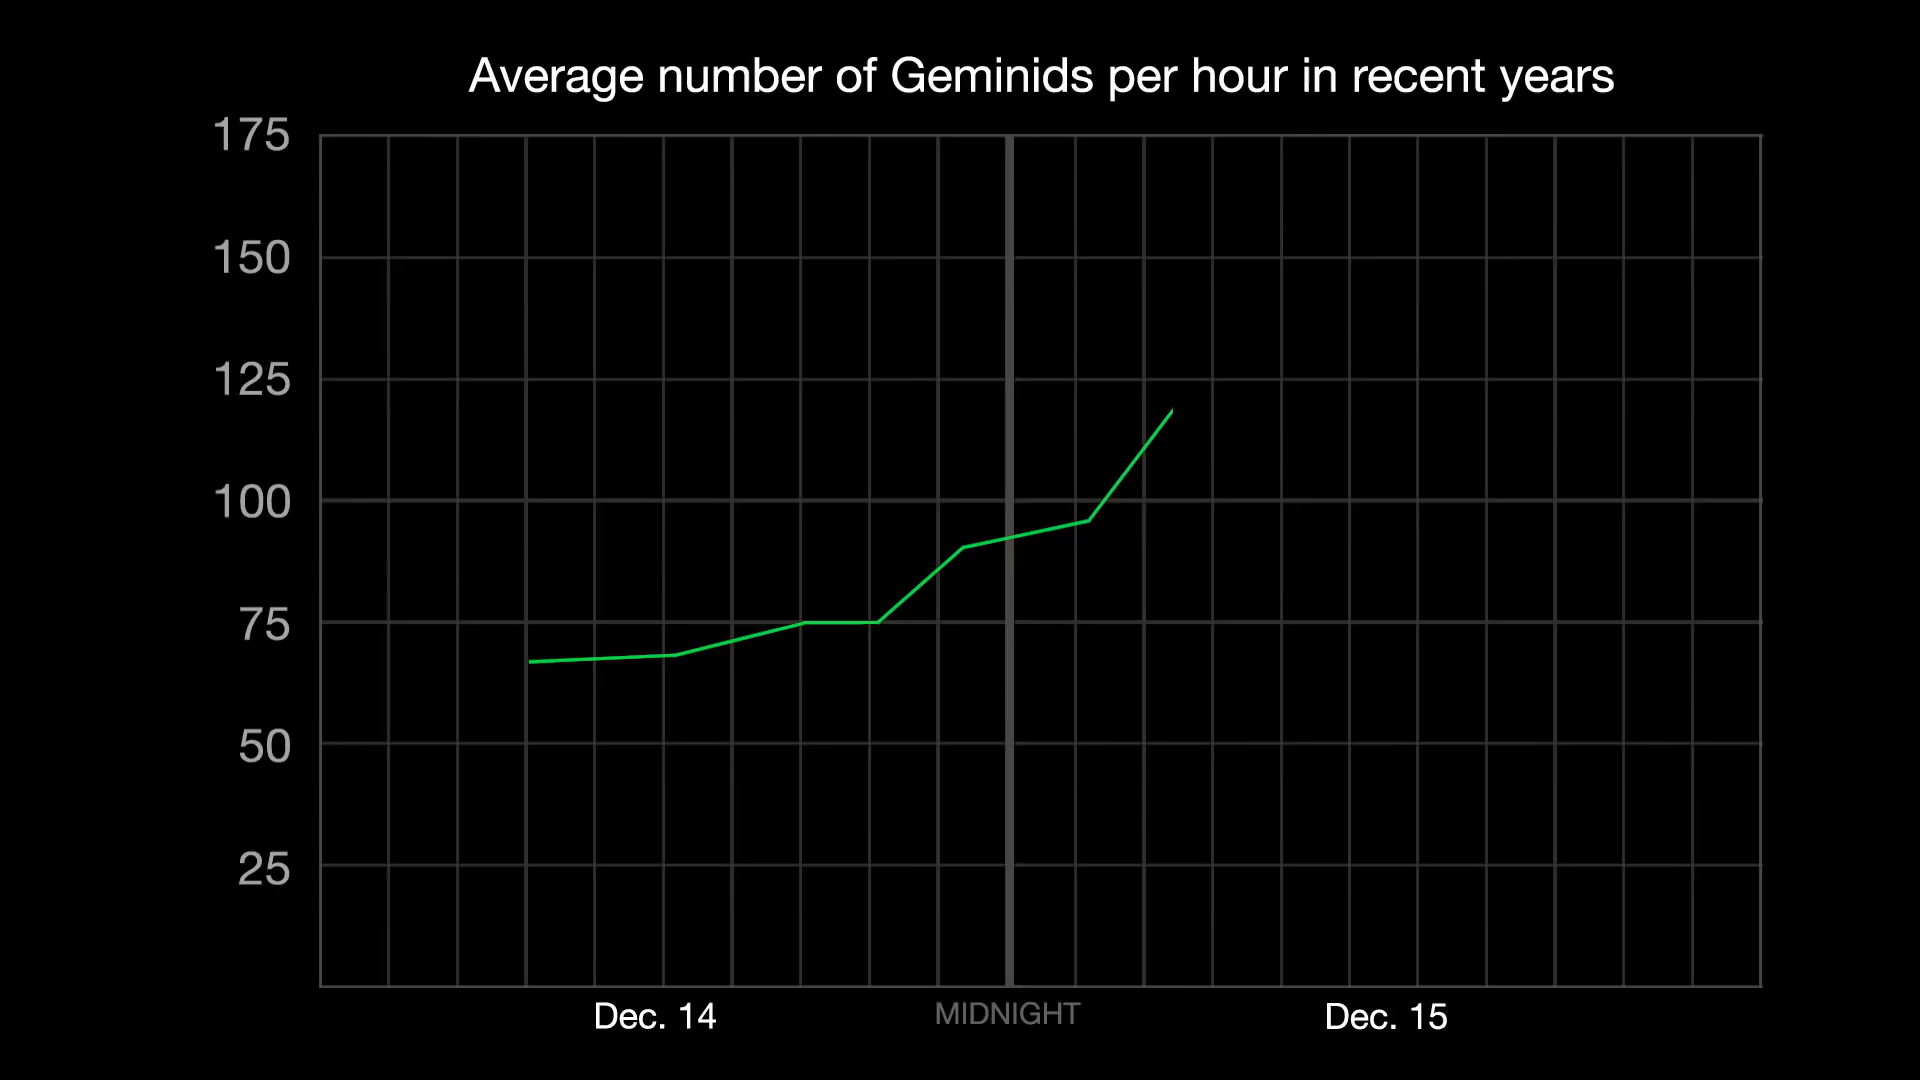 Average number of Geminids per hour in recent years
175
150
125
100
75
50
25
Dec. 14
MIDNIGHT
Dec. 15